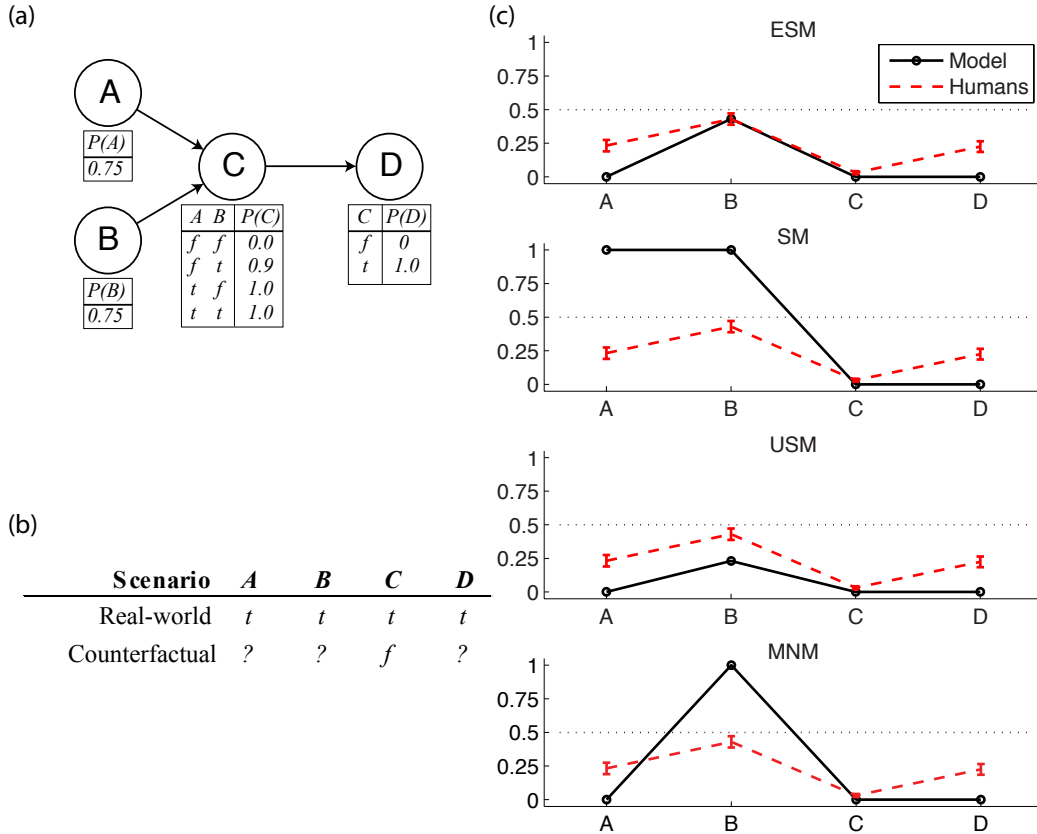 (a)
A
P(A)
0.75
B
P(B)
0.75
C
A B P(C)
f f 0.0
f t 0.9
t f 1.0
t t 1.0
D
C P(D)
f 0
t 1.0
(b)
Scenario A B C D
Real-world t t t t
Counterfactual ? ? f ?
(c)
ESM
Model
Humans
1
0.75
0.5
0.25
0
A B C D
SM
1
0.75
0.5
0.25
0
A B C D
USM
1
0.75
0.5
0.25
0
A B C D
MNM
1
0.75
0.5
0.25
0
A B C D